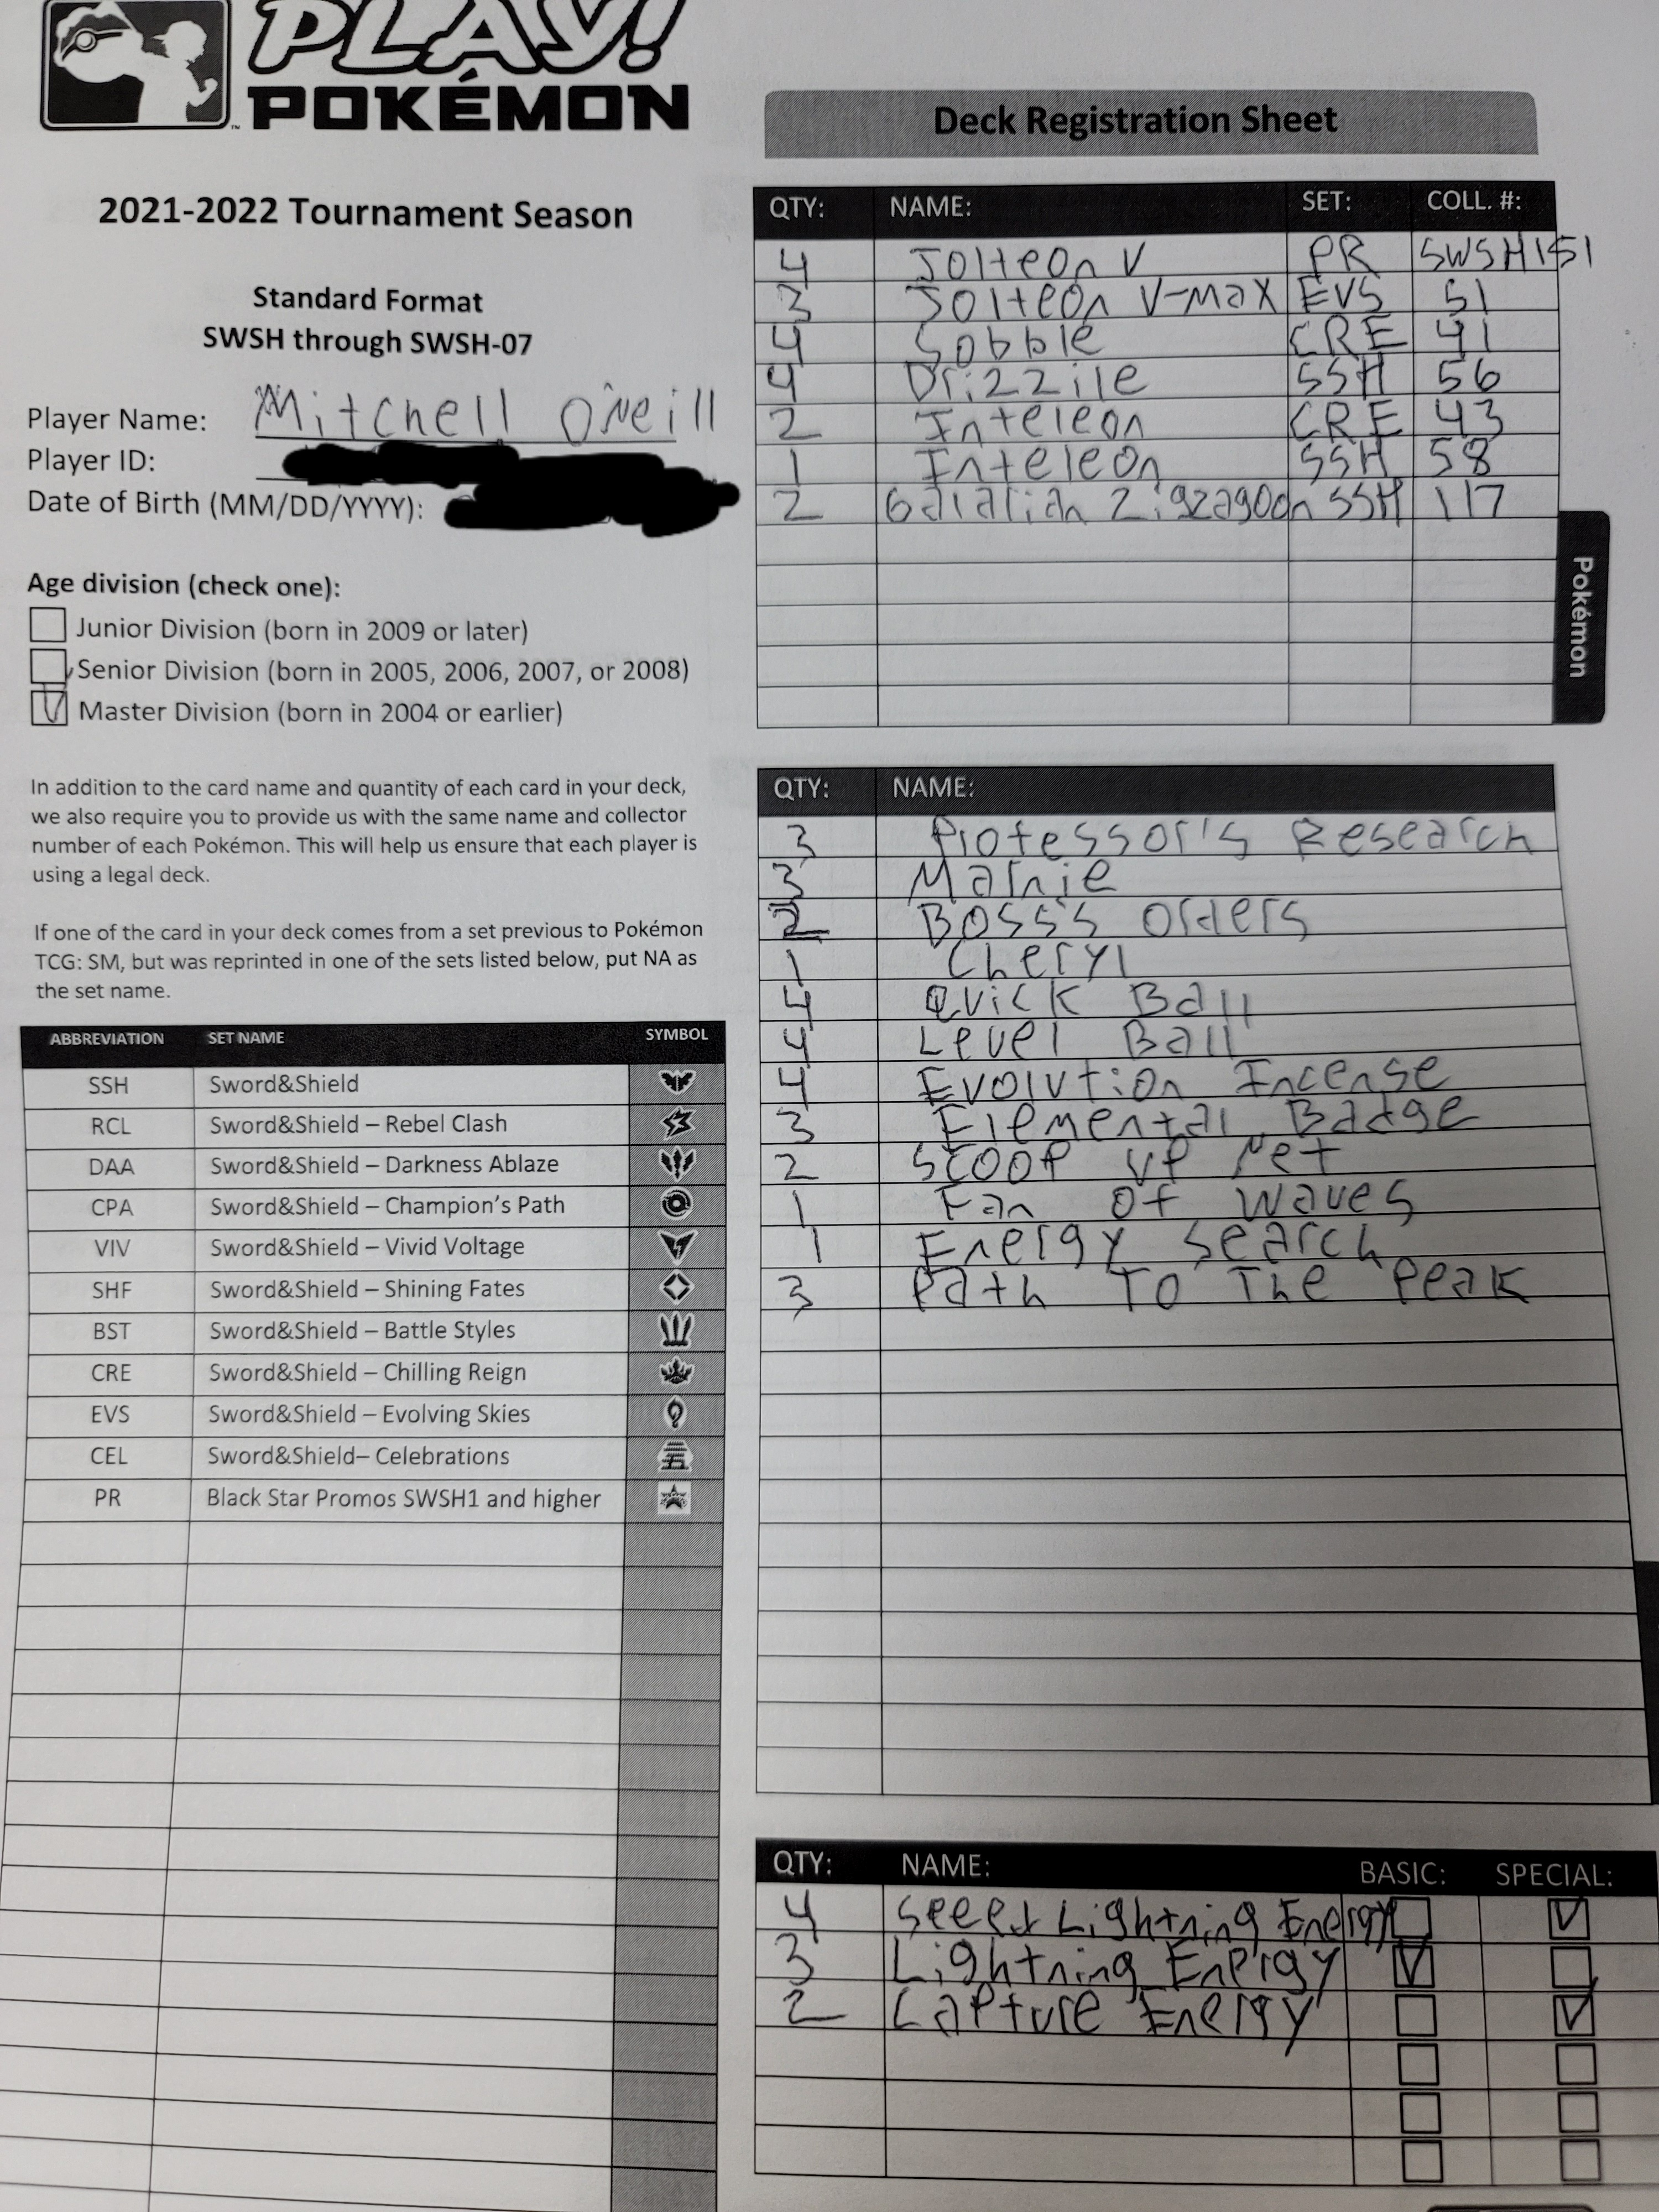 PLAY!
POKÉMON
2021-2022 Tournament Season
Standard Format
SWSH through SWSH-07
Player Name: Mitchell O'Neill
Player ID:
Date of Birth (MM/DD/YYYY):
Age division (check one):
Junior Division (born in 2009 or later)
Senior Division (born in 2005, 2006, 2007, or 2008)
Master Division (born in 2004 or earlier)
In addition to the card name and quantity of each card in your deck,
we also require you to provide us with the same name and collector
number of each Pokémon. This will help us ensure that each player is
using a legal deck.
If one of the card in your deck comes from a set previous to Pokémon
TCG: SM, but was reprinted in one of the sets listed below, put NA as
the set name.
ABBREVIATION SET NAME SYMBOL
SSH Sword&Shield
RCL Sword&Shield – Rebel Clash
DAA Sword&Shield – Darkness Ablaze
CPA Sword&Shield – Champion's Path
VIV Sword&Shield – Vivid Voltage
SHF Sword&Shield – Shining Fates
BST Sword&Shield – Battle Styles
CRE Sword&Shield – Chilling Reign
EVS Sword&Shield – Evolving Skies
CEL Sword&Shield– Celebrations
PR Black Star Promos SWSH1 and higher
Deck Registration Sheet
QTY: NAME: SET: COLL. #:
4 Jolteon V PR SWSH151
3 Jolteon V-max EVS 51
4 Sobble CRE 41
4 Drizzile SSH 56
2 Inteleon CRE 43
1 Inteleon SSH 58
2 Galalian Zigzagoon SSH 117
Pokémon
QTY: NAME:
3 Professor's Research
3 Marnie
2 Boss's Orders
1 Cheryl
4 Quick Ball
4 Level Ball
4 Evolution Incense
3 Elemental Badge
2 Scoop up Net
1 Fan of Waves
1 Energy Search
3 Path To The Peak
QTY: NAME: BASIC: SPECIAL:
4 Speed Lightning Energy
3 Lightning Energy
2 Capture Energy